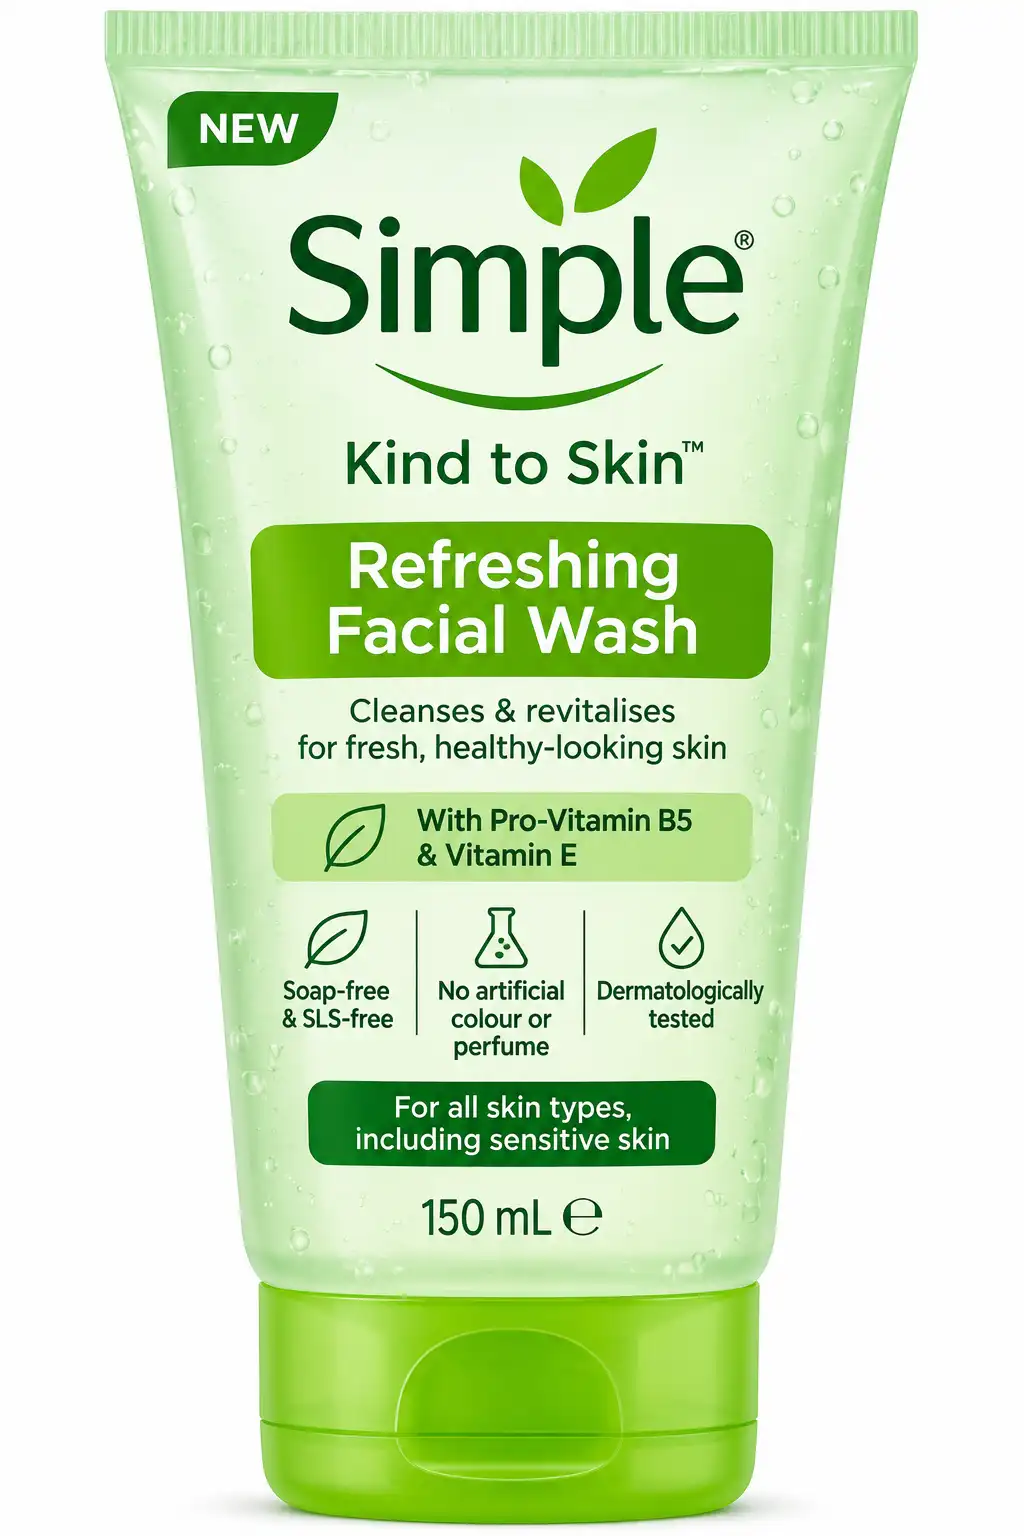 NEW
Simple®
Kind to Skin™
Refreshing
Facial Wash
Cleanses & revitalises
for fresh, healthy-looking skin
With Pro-Vitamin B5
& Vitamin E
Soap-free
& SLS-free
No artificial
colour or
perfume
Dermatologically
tested
For all skin types,
including sensitive skin
150 mL ℮